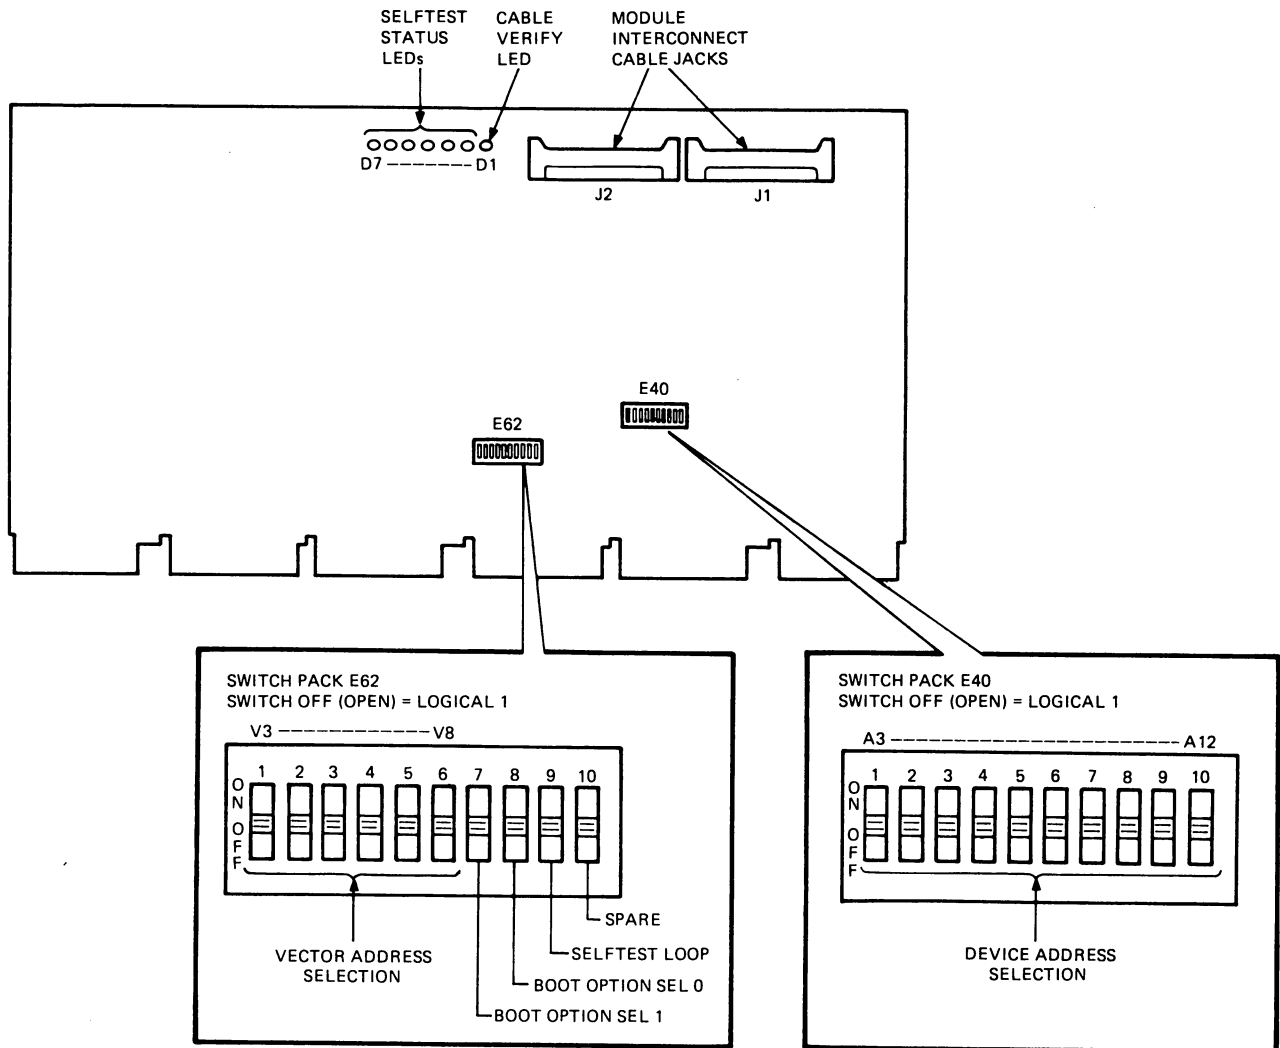 SELFTEST
STATUS
LEDs
CABLE
VERIFY
LED
MODULE
INTERCONNECT
CABLE JACKS
D7 ------- D1
J2
J1
E40
E62
SWITCH PACK E62
SWITCH OFF (OPEN) = LOGICAL 1
V3 ------------- V8
1 2 3 4 5 6 7 8 9 10
ON OFF
VECTOR ADDRESS
SELECTION
SPARE
SELFTEST LOOP
BOOT OPTION SEL 0
BOOT OPTION SEL 1
SWITCH PACK E40
SWITCH OFF (OPEN) = LOGICAL 1
A3 ------------------------ A12
1 2 3 4 5 6 7 8 9 10
ON OFF
DEVICE ADDRESS
SELECTION